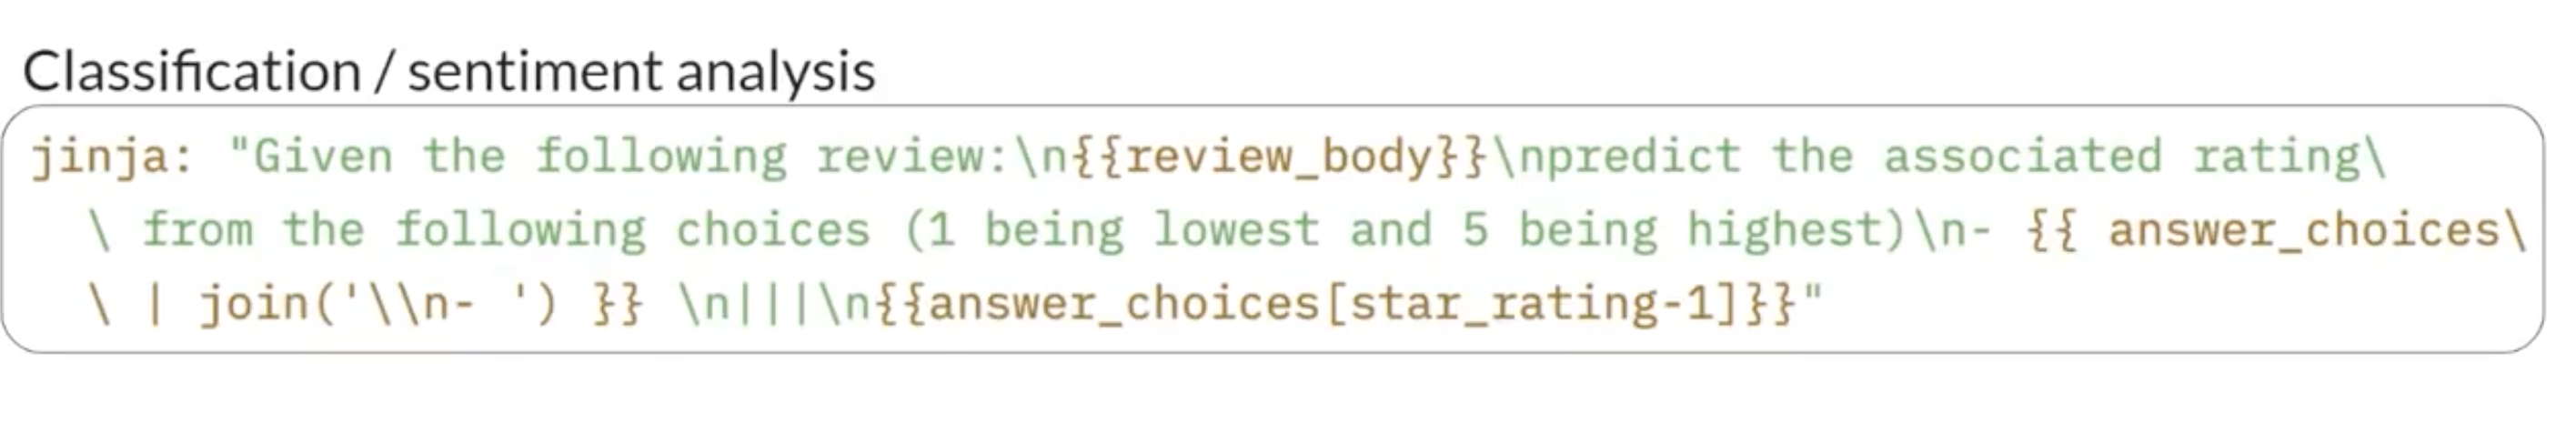 Classification / sentiment analysis
jinja: "Given the following review:\n{{review_body}}\npredict the associated rating\
\ from the following choices (1 being lowest and 5 being highest)\n- {{ answer_choices\
\ | join('\\n- ') }} \n|||\n{{answer_choices[star_rating-1]}}"